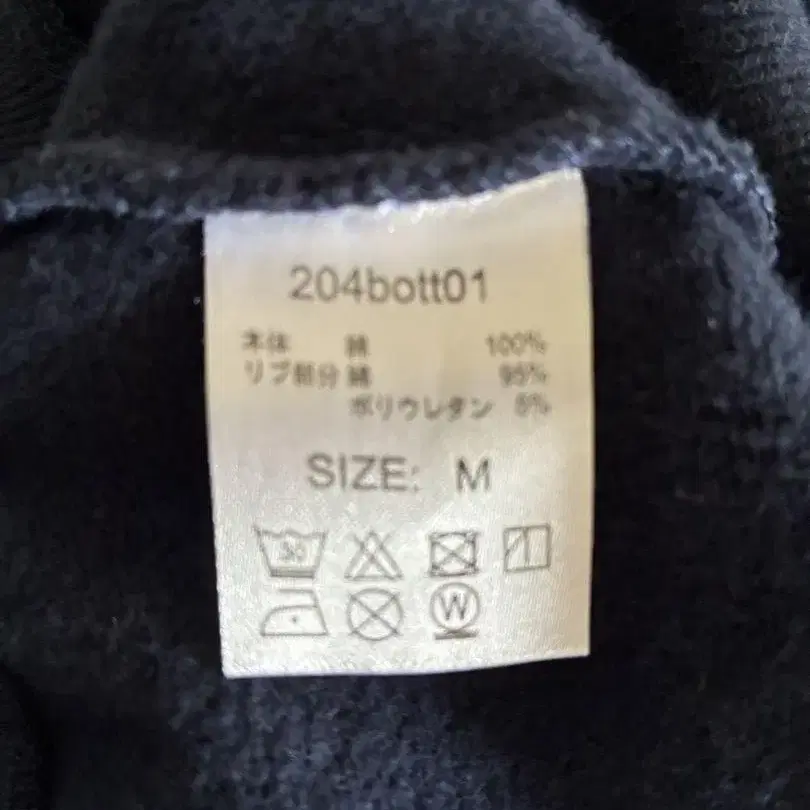 204bott01
本体 綿 100%
リブ部分 綿 95%
ポリウレタン 5%
SIZE: M
30
W